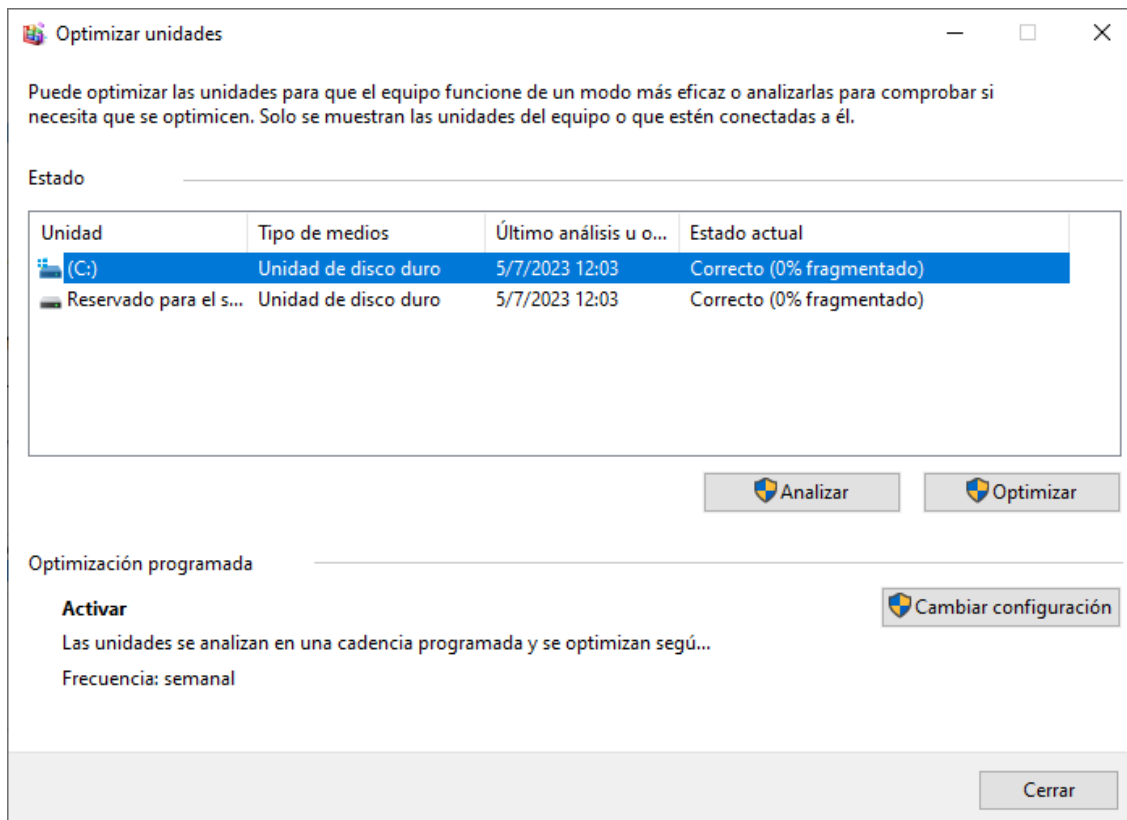 Optimizar unidades
Puede optimizar las unidades para que el equipo funcione de un modo más eficaz o analizarlas para comprobar si
necesita que se optimicen. Solo se muestran las unidades del equipo o que estén conectadas a él.
Estado
Unidad Tipo de medios Último análisis u o... Estado actual
(C:) Unidad de disco duro 5/7/2023 12:03 Correcto (0% fragmentado)
Reservado para el s... Unidad de disco duro 5/7/2023 12:03 Correcto (0% fragmentado)
Analizar Optimizar
Optimización programada
Activar Cambiar configuración
Las unidades se analizan en una cadencia programada y se optimizan segú...
Frecuencia: semanal
Cerrar